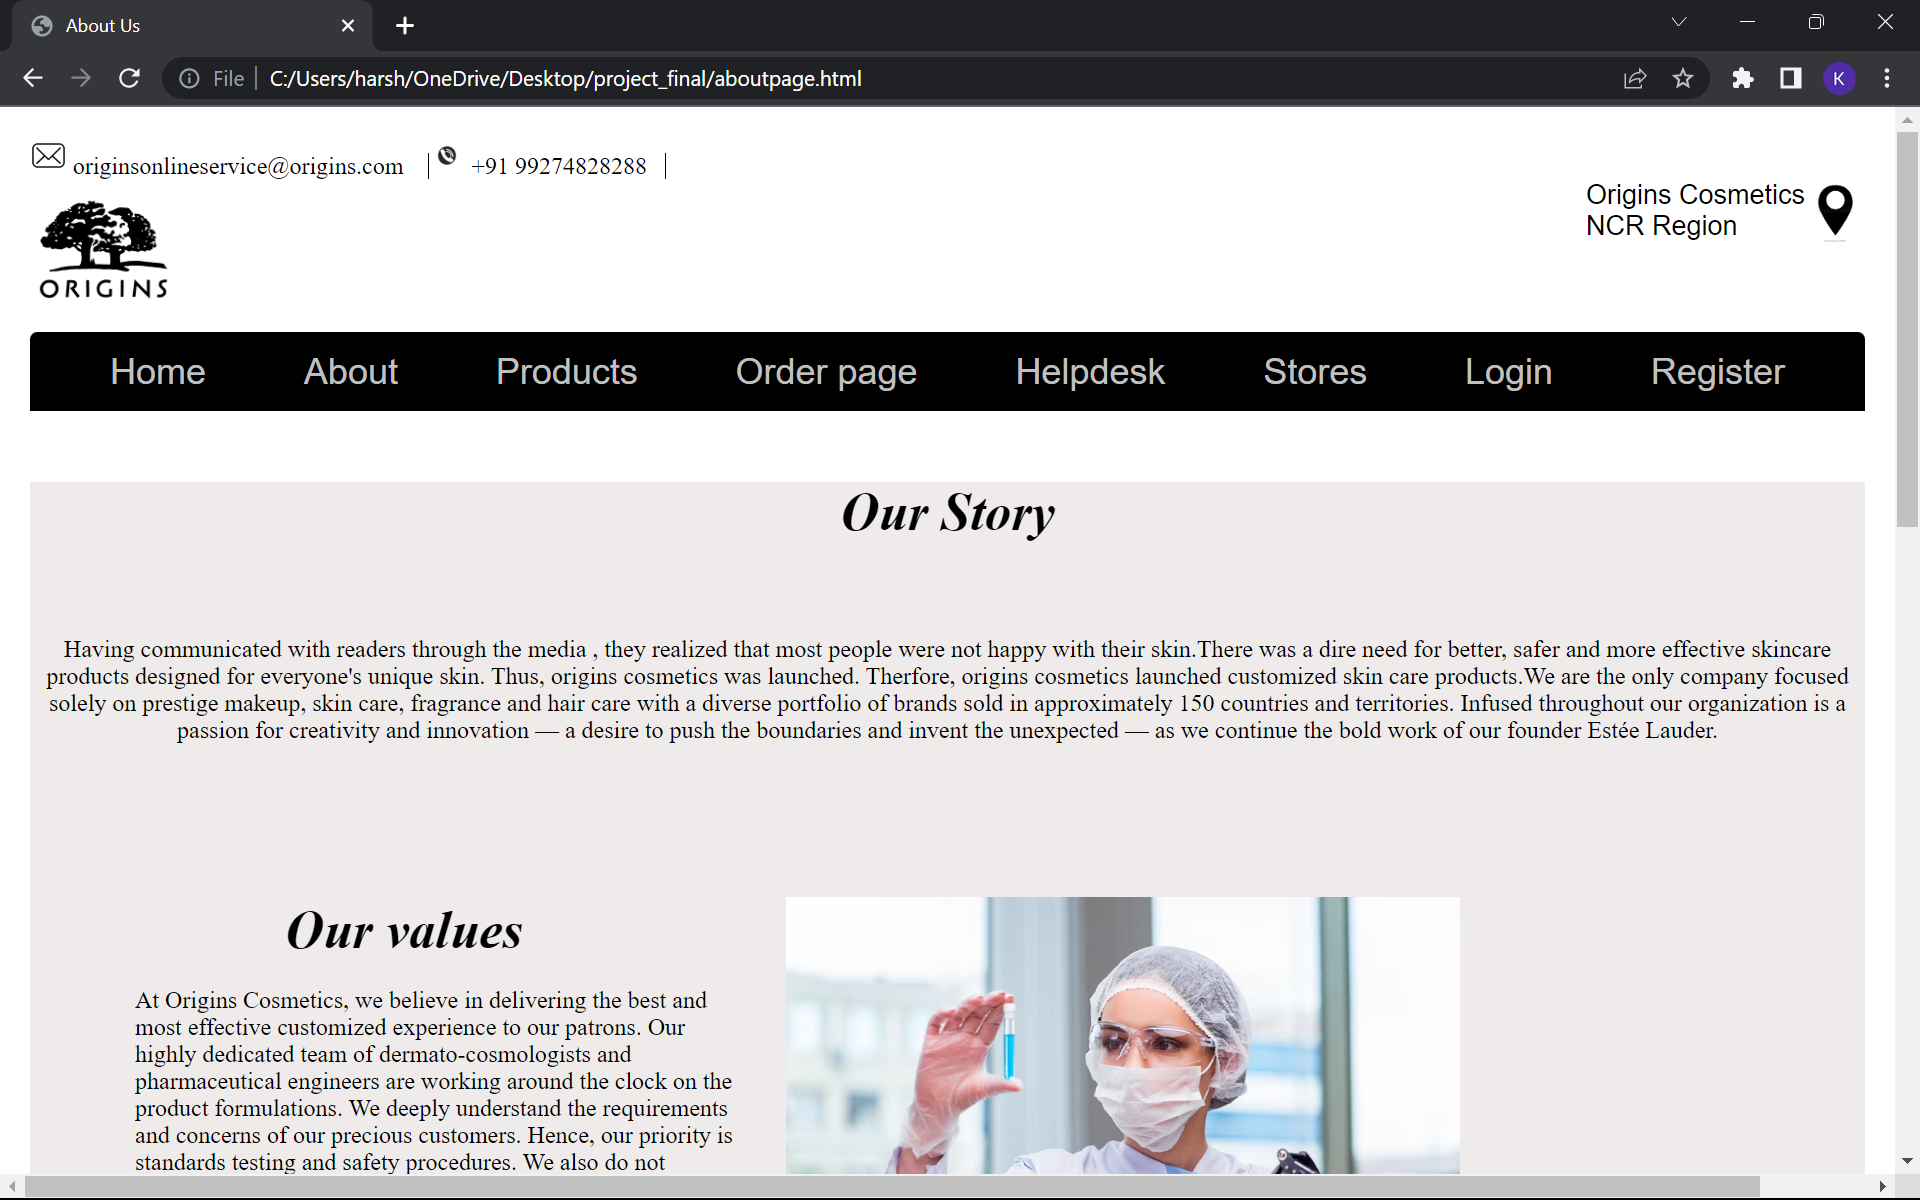 About Us
File C:/Users/harsh/OneDrive/Desktop/project_final/aboutpage.html
K
originsonlineservice@origins.com | +91 99274828288 |
Origins Cosmetics
NCR Region
ORIGINS
Home About Products Order page Helpdesk Stores Login Register
Our Story
Having communicated with readers through the media , they realized that most people were not happy with their skin.There was a dire need for better, safer and more effective skincare
products designed for everyone's unique skin. Thus, origins cosmetics was launched. Therfore, origins cosmetics launched customized skin care products.We are the only company focused
solely on prestige makeup, skin care, fragrance and hair care with a diverse portfolio of brands sold in approximately 150 countries and territories. Infused throughout our organization is a
passion for creativity and innovation — a desire to push the boundaries and invent the unexpected — as we continue the bold work of our founder Estée Lauder.
Our values
At Origins Cosmetics, we believe in delivering the best and
most effective customized experience to our patrons. Our
highly dedicated team of dermato-cosmologists and
pharmaceutical engineers are working around the clock on the
product formulations. We deeply understand the requirements
and concerns of our precious customers. Hence, our priority is
standards testing and safety procedures. We also do not